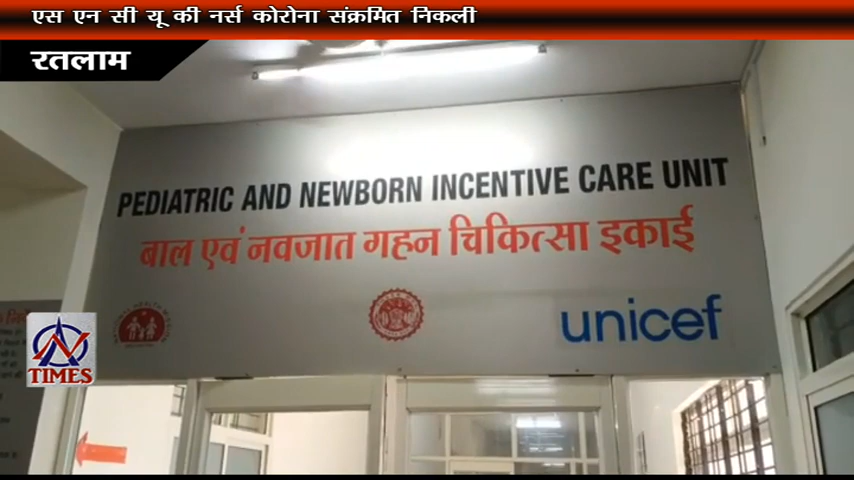 एस एन सी यू की नर्स कोरोना संक्रमित निकली
रतलाम
PEDIATRIC AND NEWBORN INCENTIVE CARE UNIT
बाल एवं नवजात गहन चिकित्सा इकाई
unicef
TIMES